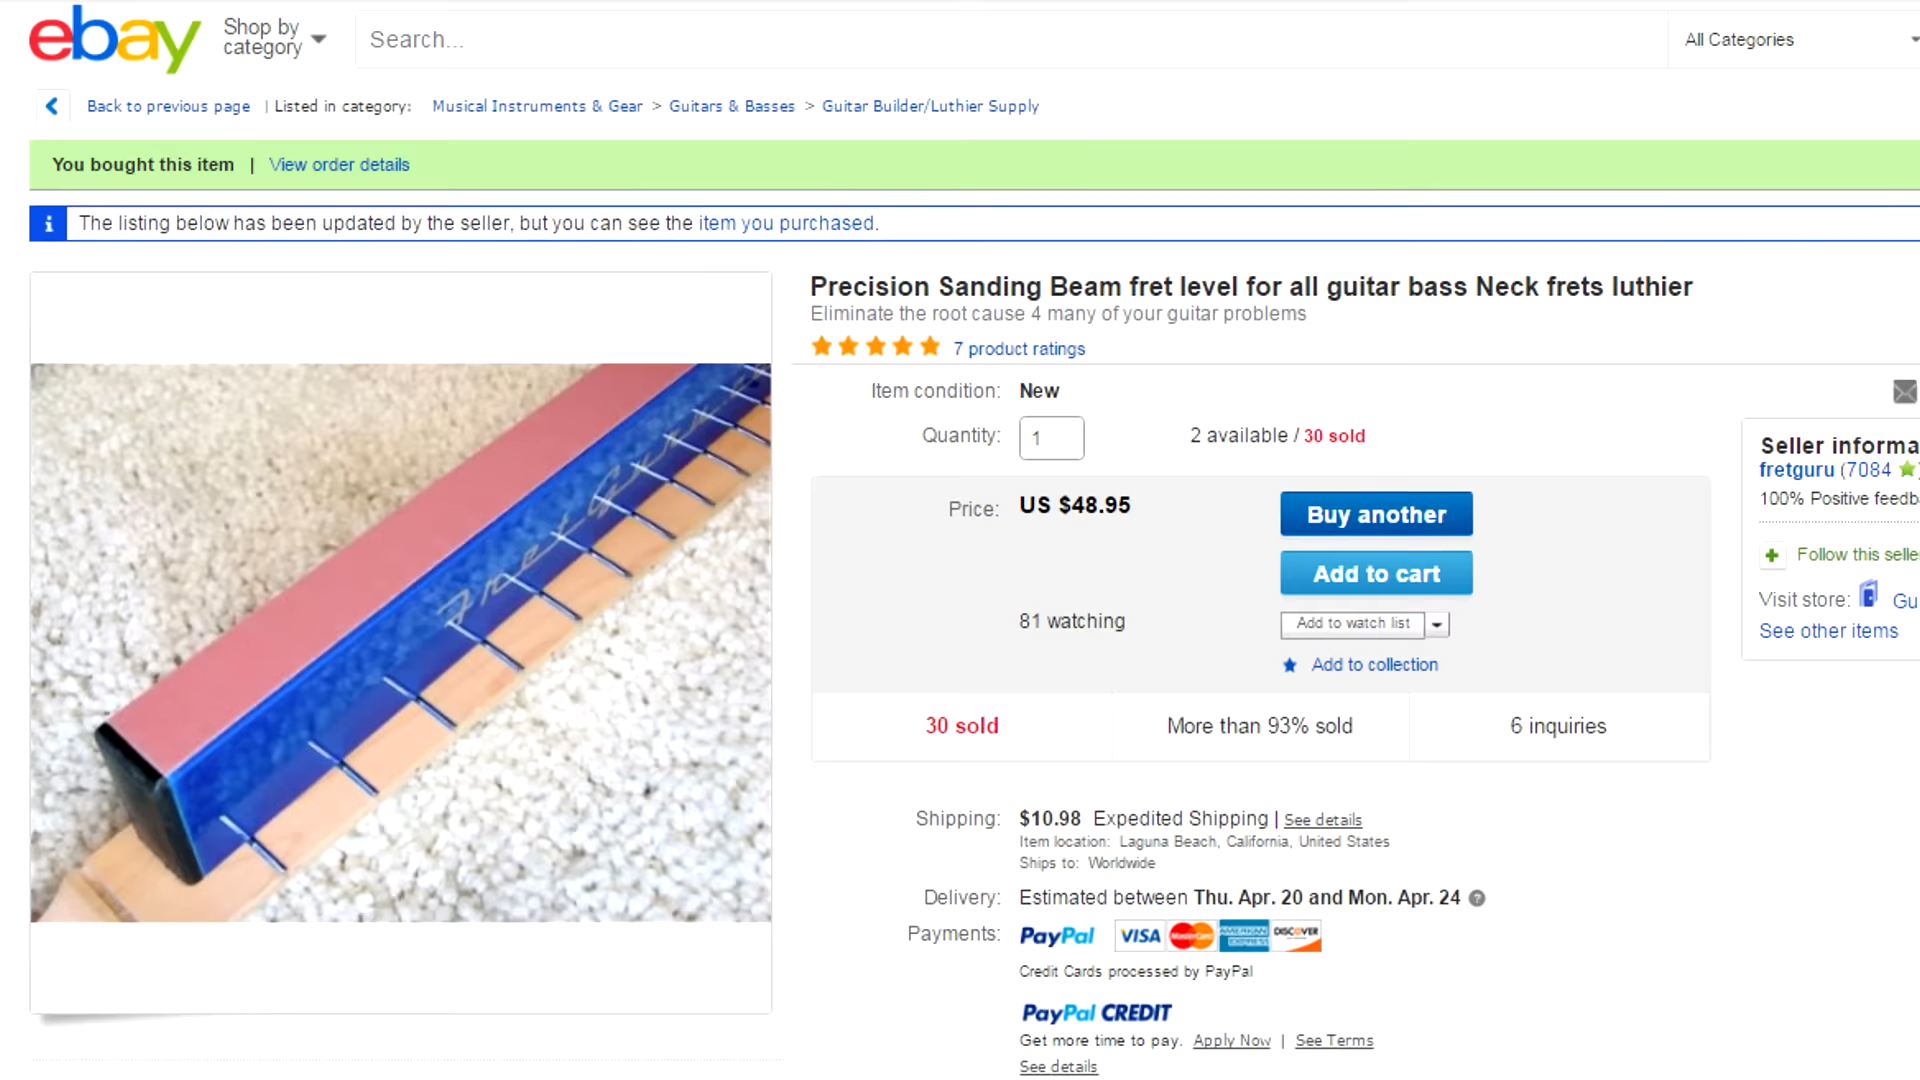 ebay
Shop by
category
Search...
All Categories
Back to previous page | Listed in category: Musical Instruments & Gear > Guitars & Basses > Guitar Builder/Luthier Supply
You bought this item | View order details
i The listing below has been updated by the seller, but you can see the item you purchased.
Precision Sanding Beam fret level for all guitar bass Neck frets luthier
Eliminate the root cause 4 many of your guitar problems
7 product ratings
Item condition: New
Quantity: 1 2 available / 30 sold
Price: US $48.95
Buy another
Add to cart
81 watching
Add to watch list
Add to collection
30 sold More than 93% sold 6 inquiries
Shipping: $10.98 Expedited Shipping | See details
Item location: Laguna Beach, California, United States
Ships to: Worldwide
Delivery: Estimated between Thu. Apr. 20 and Mon. Apr. 24 ?
Payments: PayPal VISA MasterCard AMERICAN EXPRESS DISCOVER
Credit Cards processed by PayPal
PayPal CREDIT
Get more time to pay. Apply Now | See Terms
See details
Seller informa
fretguru (7084
100% Positive feedb
Follow this selle
Visit store: Gu
See other items
Fret Guru